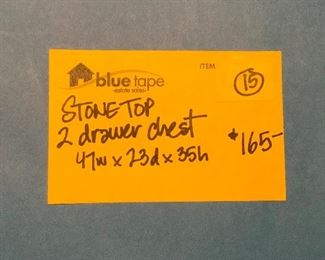 blue tape
-estate sales-
ITEM
15
STONE TOP
2 drawer chest
47w x 23d x 35h
$165-